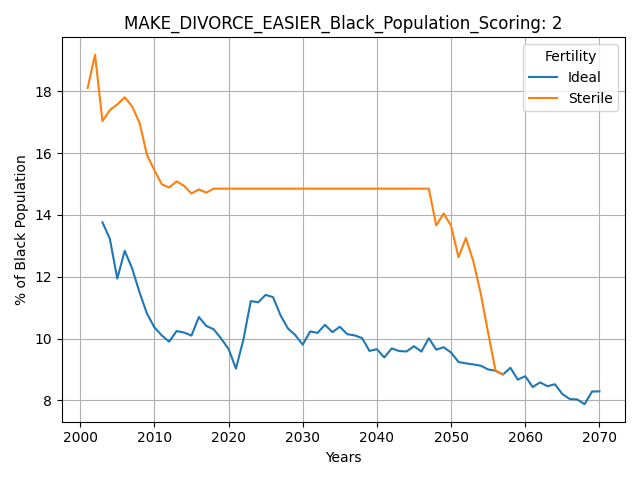 MAKE_DIVORCE_EASIER_Black_Population_Scoring: 2
Fertility
Ideal
Sterile
% of Black Population
18
16
14
12
10
8
2000 2010 2020 2030 2040 2050 2060 2070
Years